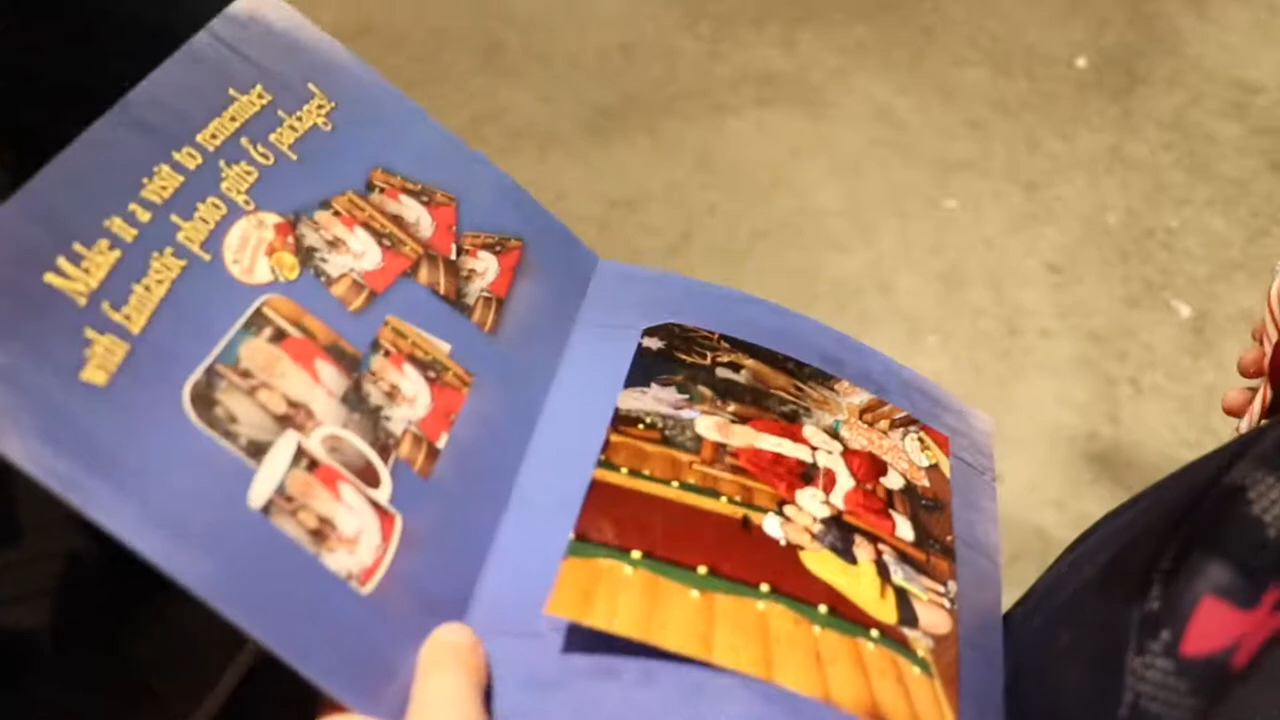 Make it a visit to remember
with fantastic photo gifts & packages!